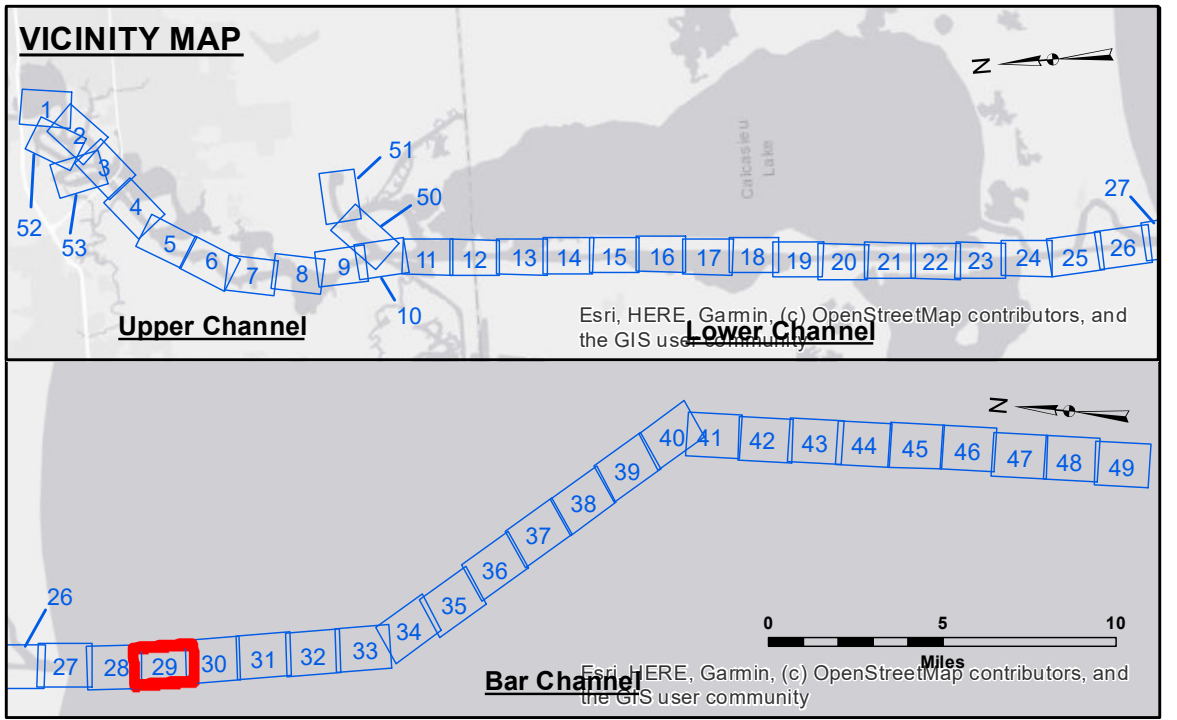 VICINITY MAP
N
1
2
3
52
53
4
5
6
7
8
9
10
51
50
11 12 13 14 15 16 17 18 19 20 21 22 23 24 25 26
27
Calcasieu
Lake
Upper Channel
Lower Channel
Esri, HERE, Garmin, (c) OpenStreetMap contributors, and
the GIS user community
N
26
27 28 29 30 31 32 33
34
35
36
37
38
39
40 41 42 43 44 45 46 47 48 49
0 5 10
Miles
Bar Channel
Esri, HERE, Garmin, (c) OpenStreetMap contributors, and
the GIS user community